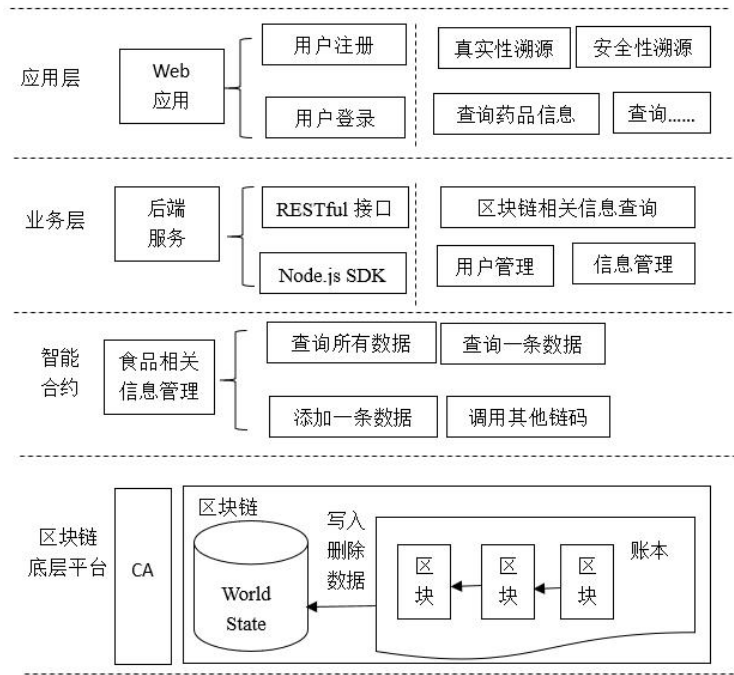 应用层
Web
应用
用户注册
用户登录
真实性溯源
安全性溯源
查询药品信息
查询......
业务层
后端
服务
RESTful 接口
Node.js SDK
区块链相关信息查询
用户管理
信息管理
智能
合约
食品相关
信息管理
查询所有数据
查询一条数据
添加一条数据
调用其他链码
区块链
底层平台
CA
区块链
World
State
写入
删除
数据
区
块
区
块
区
块
账本